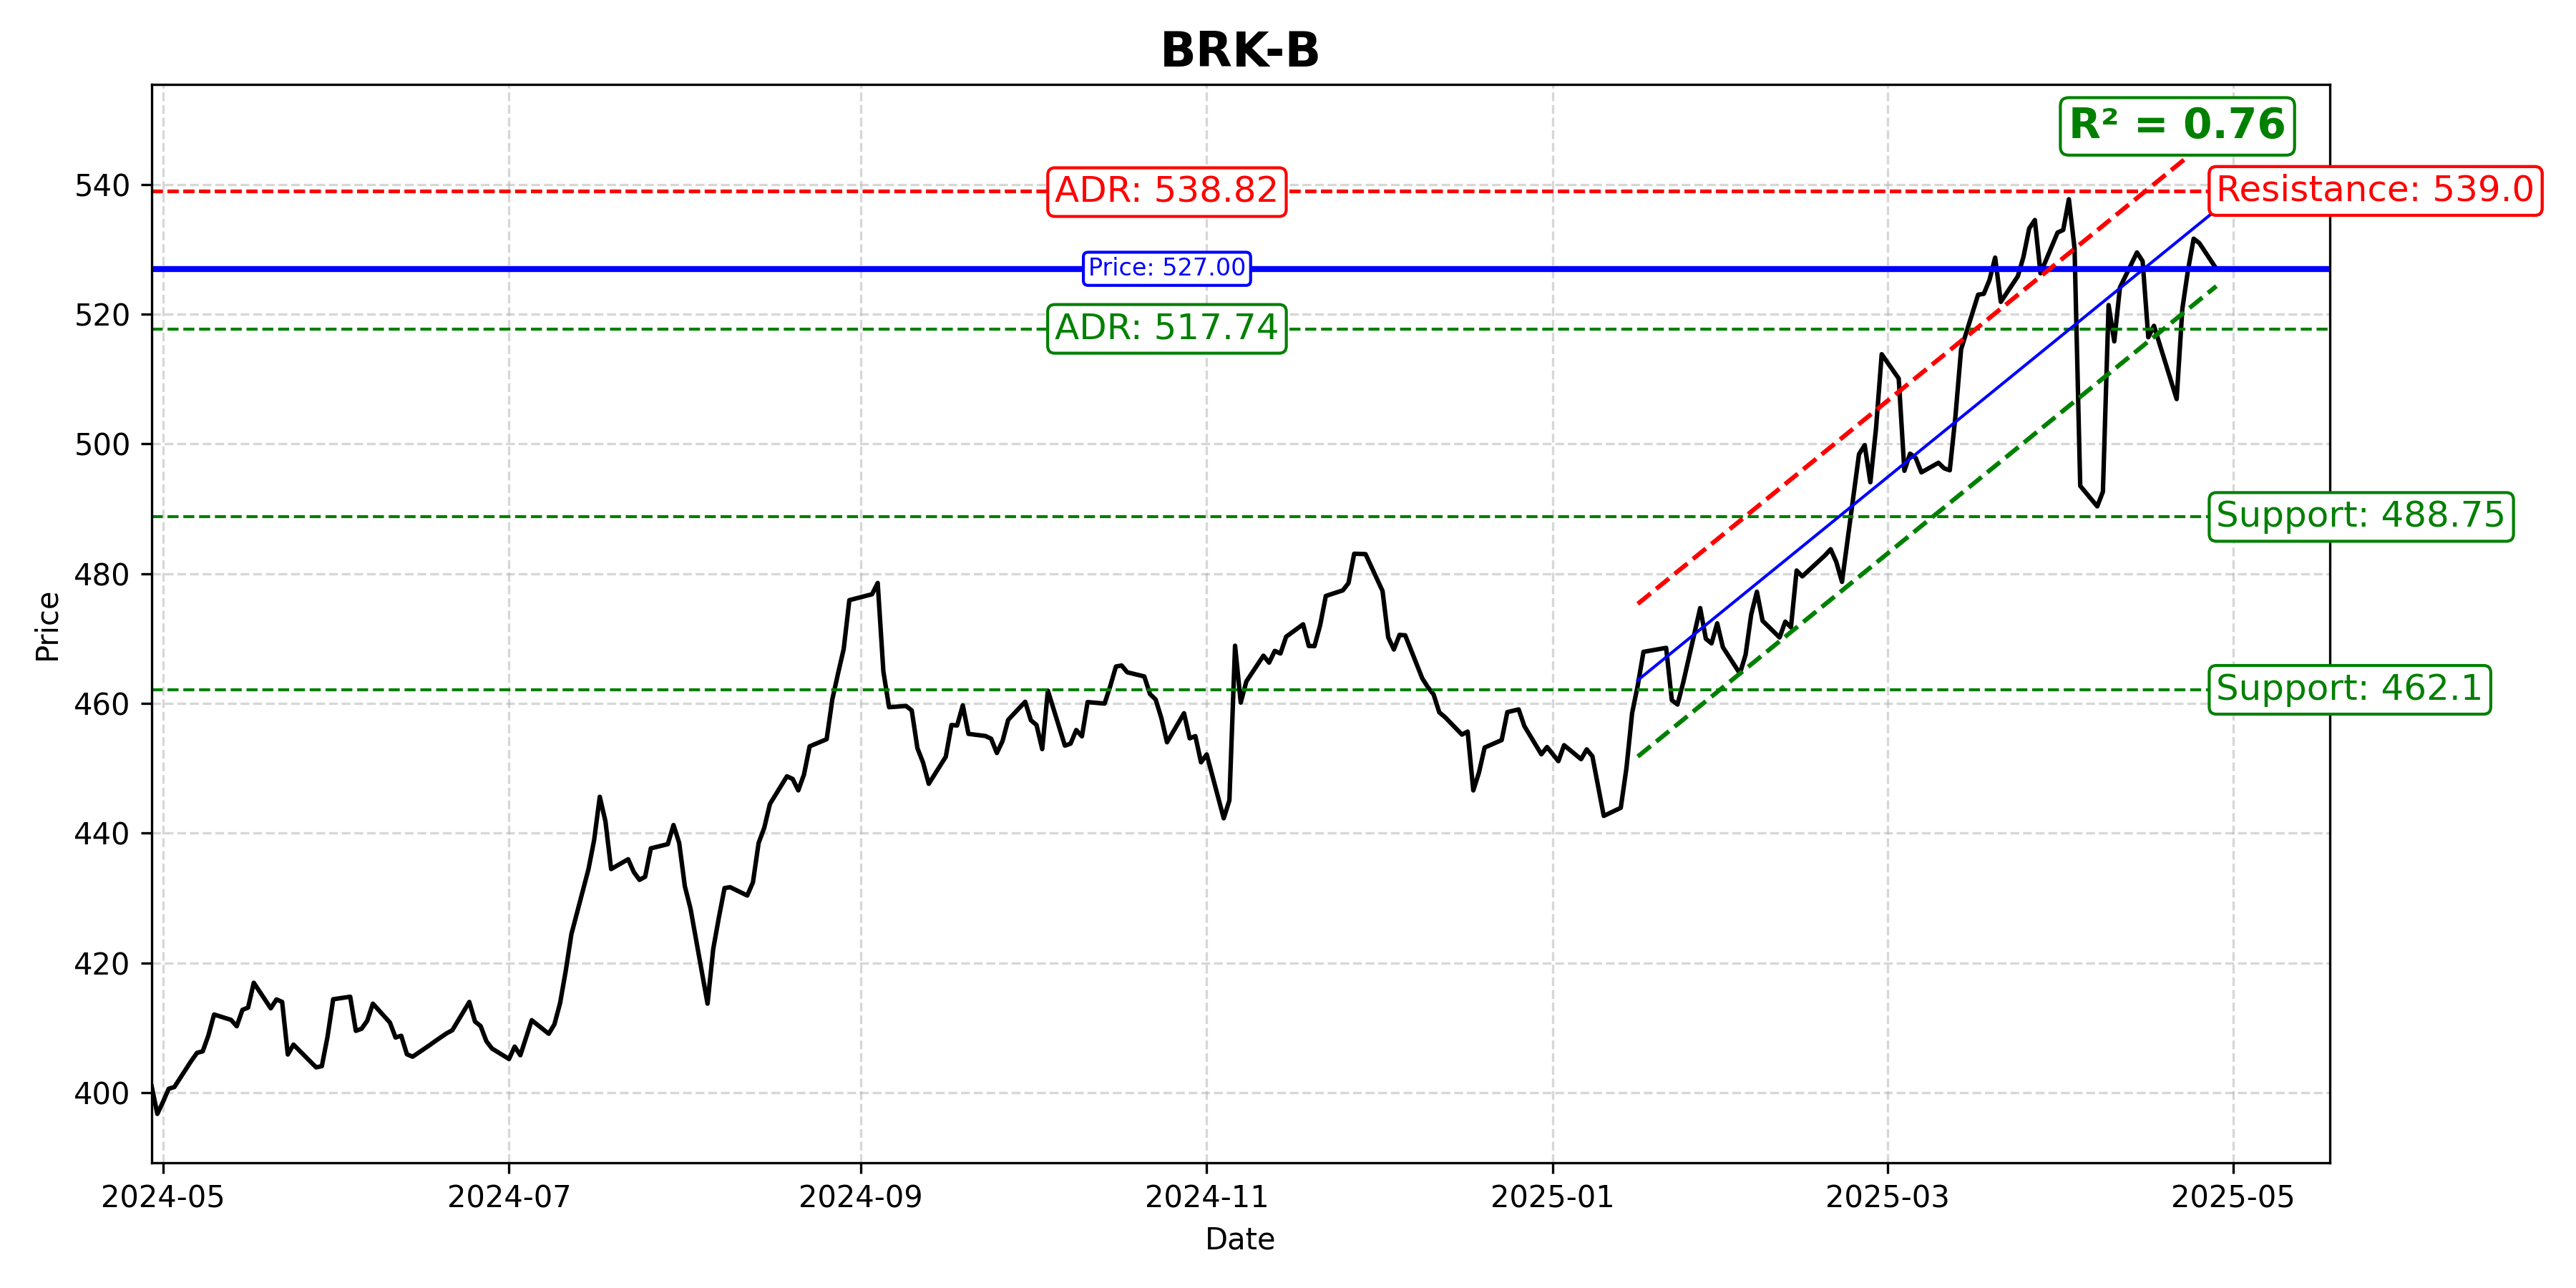 BRK-B
R² = 0.76
540
ADR: 538.82
Resistance: 539.0
Price: 527.00
520
ADR: 517.74
500
Support: 488.75
480
Price
460
Support: 462.1
440
420
400
2024-05
2024-07
2024-09
2024-11
2025-01
2025-03
2025-05
Date